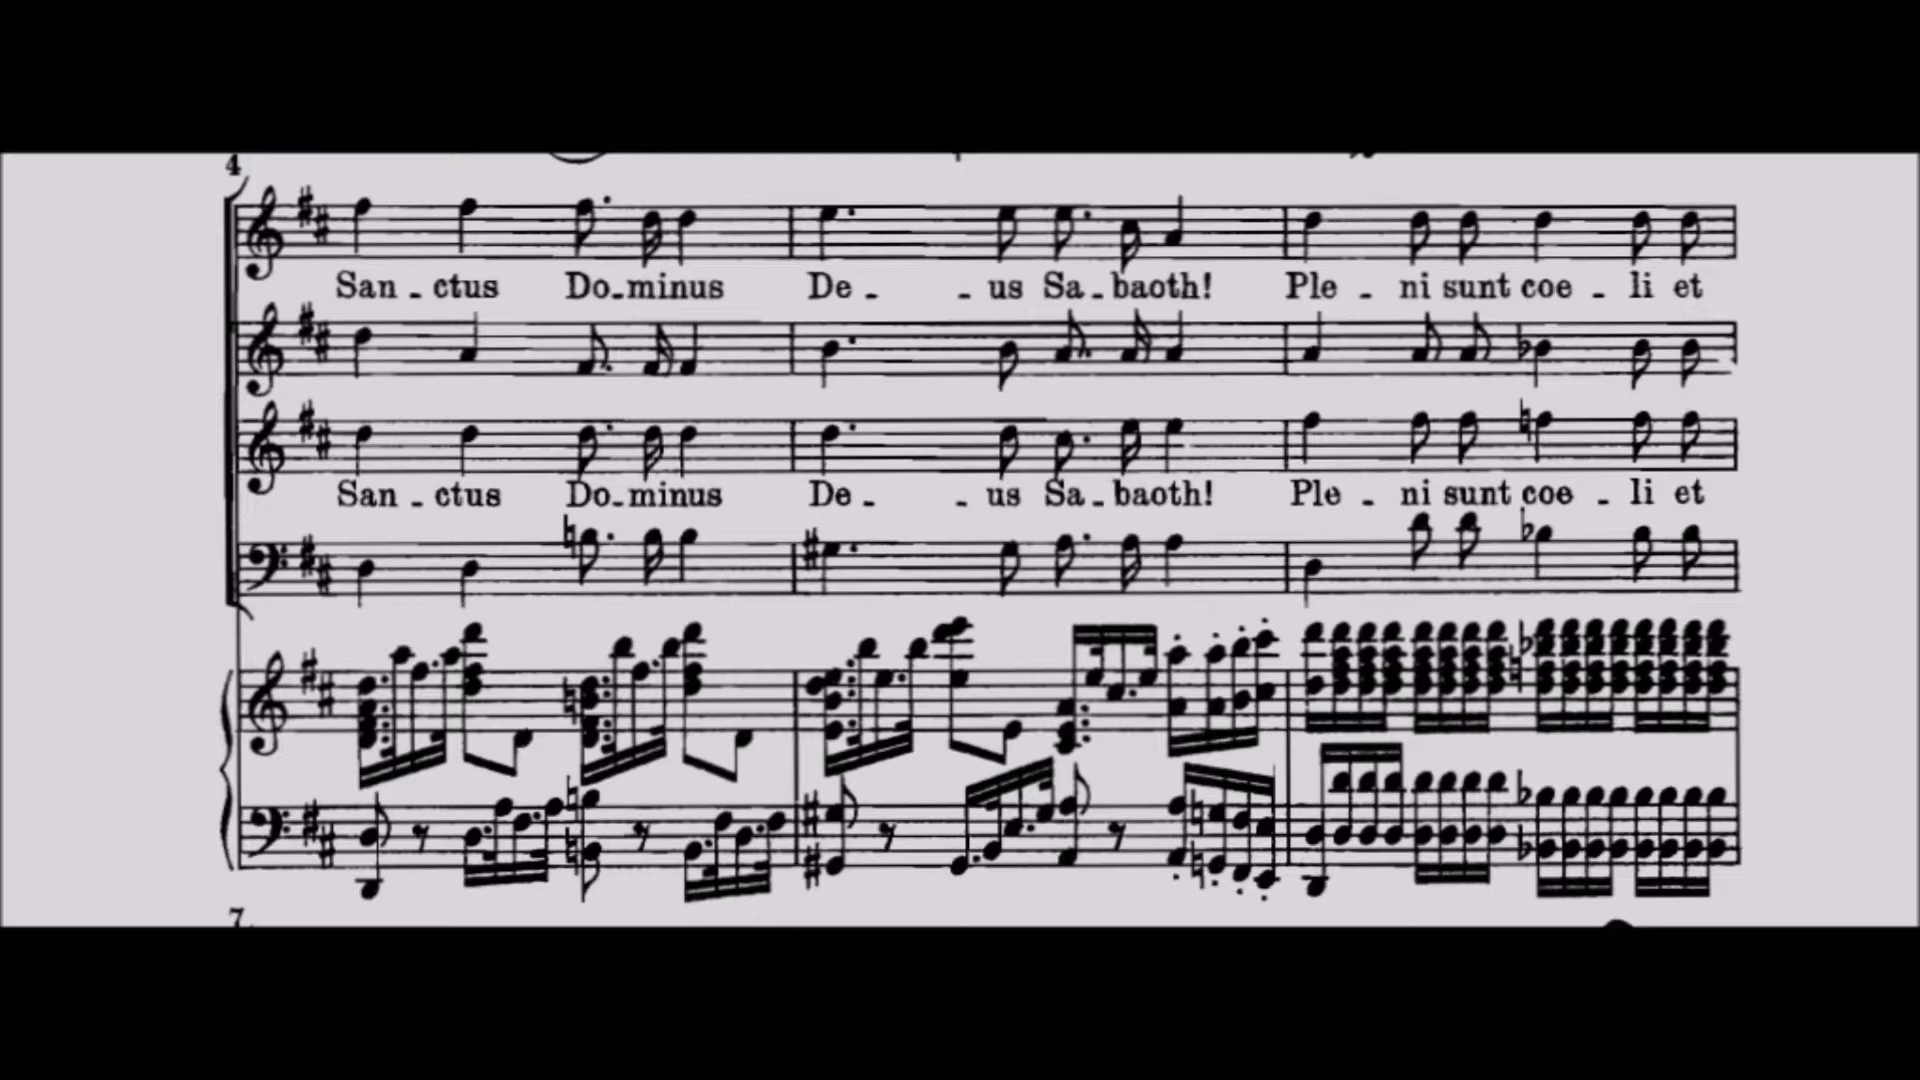 4
San - ctus Do - minus De - - us Sa - baoth! Ple - ni sunt coe - li et
San - ctus Do - minus De - - us Sa - baoth! Ple - ni sunt coe - li et
7